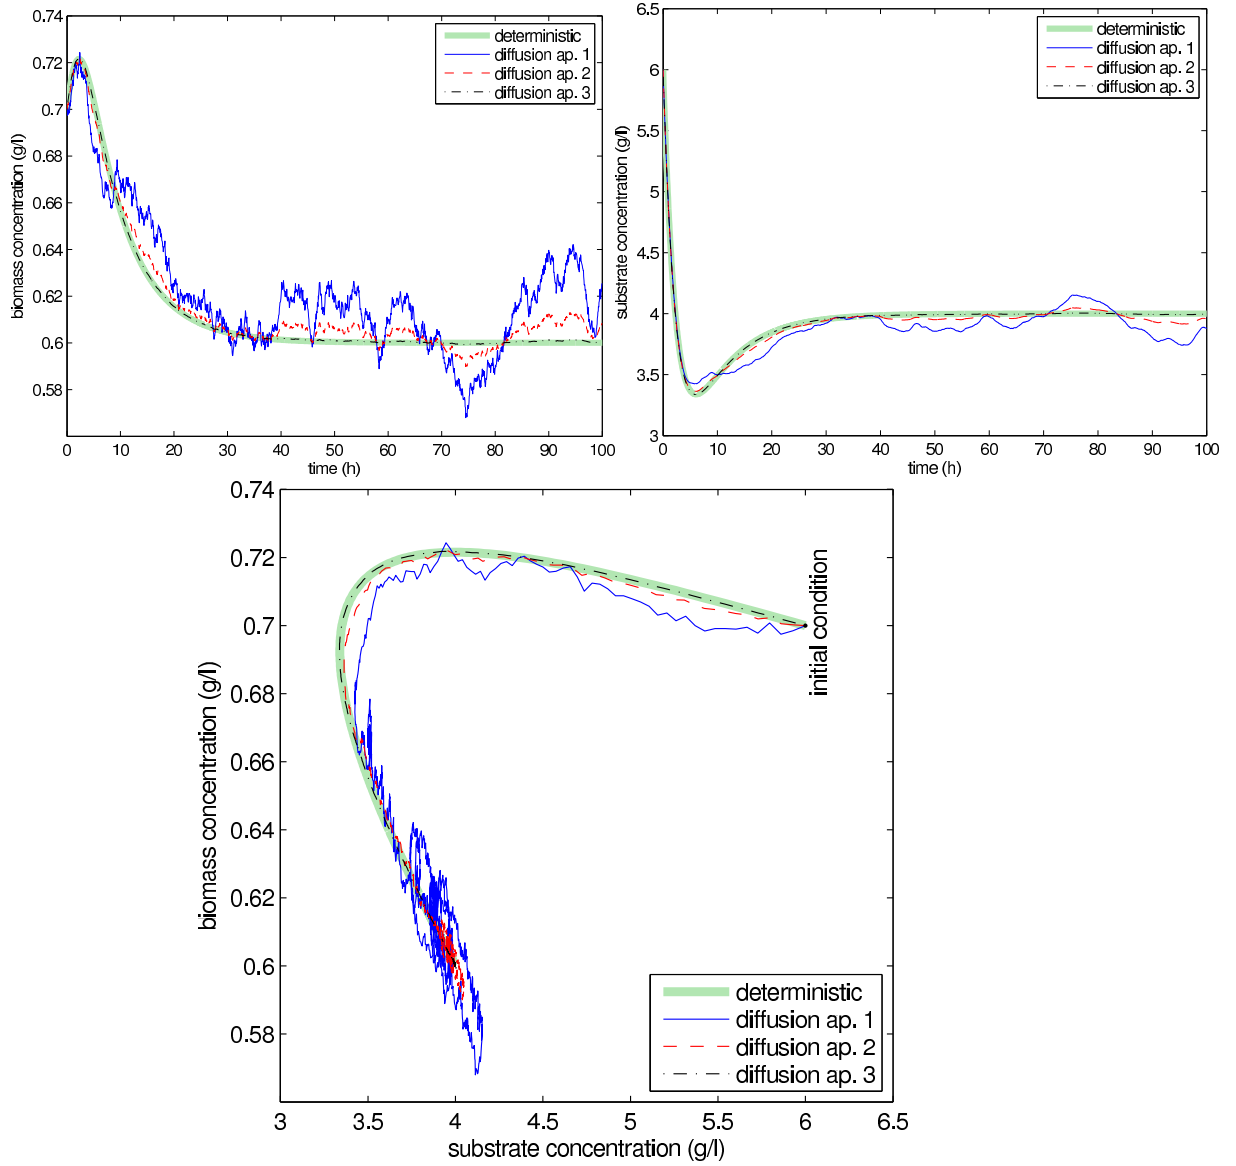 0.74
0.72
0.7
0.68
0.66
0.64
0.62
0.6
0.58
biomass concentration (g/l)
0 10 20 30 40 50 60 70 80 90 100
time (h)
deterministic
diffusion ap. 1
diffusion ap. 2
diffusion ap. 3
6.5
6
5.5
5
4.5
4
3.5
3
substrate concentration (g/l)
0 10 20 30 40 50 60 70 80 90 100
time (h)
deterministic
diffusion ap. 1
diffusion ap. 2
diffusion ap. 3
0.74
0.72
0.7
0.68
0.66
0.64
0.62
0.6
0.58
biomass concentration (g/l)
initial condition
deterministic
diffusion ap. 1
diffusion ap. 2
diffusion ap. 3
3 3.5 4 4.5 5 5.5 6 6.5
substrate concentration (g/l)